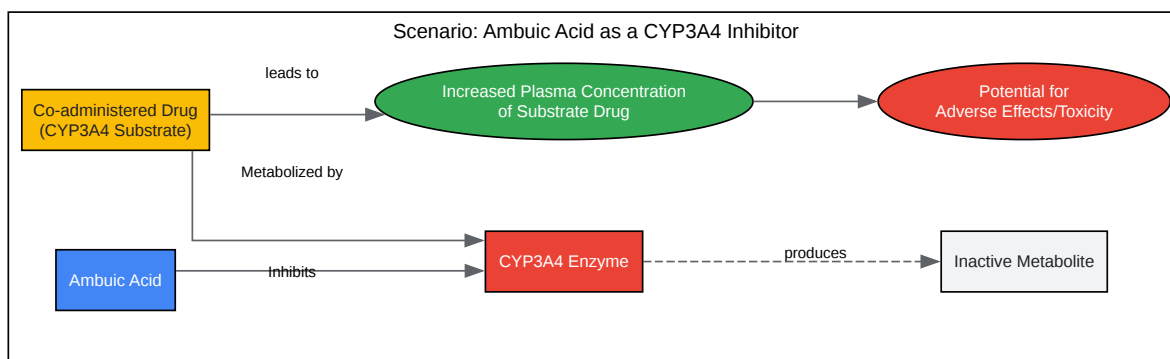 Scenario: Ambuic Acid as a CYP3A4 Inhibitor
leads to
Co-administered Drug
(CYP3A4 Substrate)
Increased Plasma Concentration
of Substrate Drug
Potential for
Adverse Effects/Toxicity
Metabolized by
Ambuic Acid
Inhibits
CYP3A4 Enzyme
produces
Inactive Metabolite